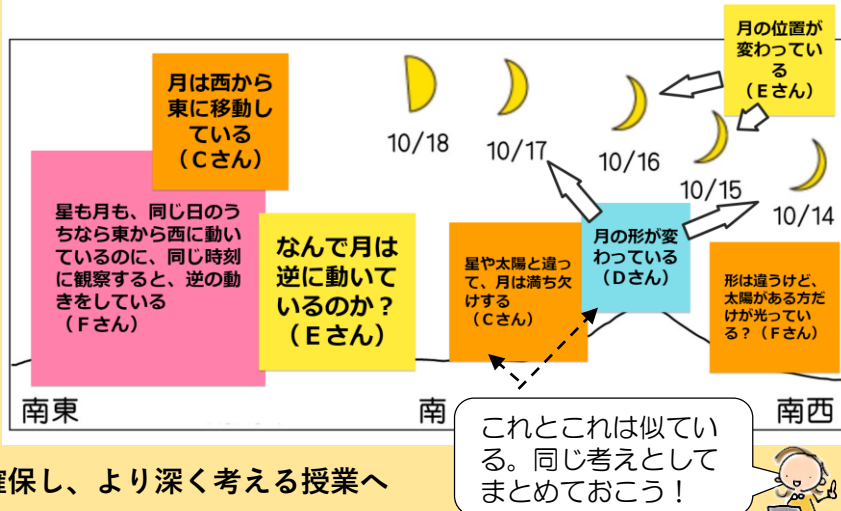 月の位置が
変わってい
る
（Ｅさん）
月は西から
東に移動し
ている
（Ｃさん）
10/18
10/17
10/16
10/15
10/14
星も月も、同じ日のう
ちなら東から西に動い
ているのに、同じ時刻
に観察すると、逆の動
きをしている
（Ｆさん）
なんで月は
逆に動いて
いるのか？
（Ｅさん）
星や太陽と違っ
て、月は満ち欠
けする
（Ｃさん）
月の形が変
わっている
（Ｄさん）
形は違うけど、
太陽がある方だ
けが光ってい
る？（Ｆさん）
南東
南
南西
これとこれは似てい
る。同じ考えとして
まとめておこう！
保し、より深く考える授業へ